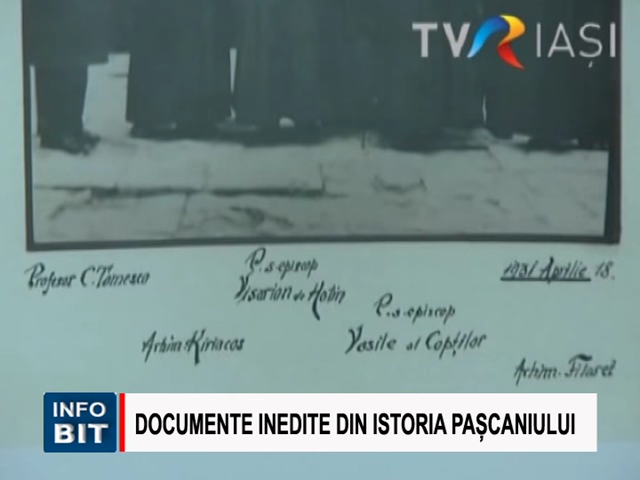 TVR IAȘI
Profesor C. Tomescu
P. s-episcop
Visarion de Hotin
1931 Aprilie 18.
P. s-episcop
Vasile al Copților
Arhim Kiriacos
Arhim. Filaret
INFO
BIT
DOCUMENTE INEDITE DIN ISTORIA PAȘCANIULUI